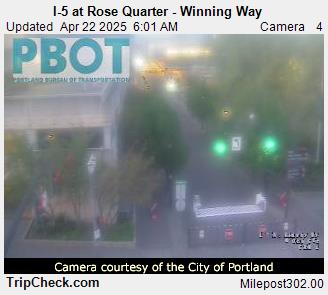 I-5 at Rose Quarter - Winning Way
Updated Apr 22 2025 6:01 AM Camera 4
PBOT
PORTLAND BUREAU OF TRANSPORTATION
Camera courtesy of the City of Portland
TripCheck.com Milepost302.00